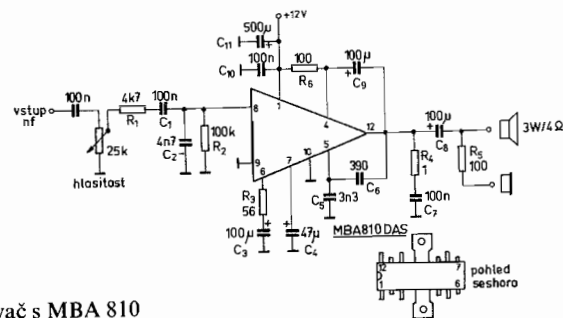 +12V
500µ
C11
+
100n
C10
1
100
R6
100µ
+
C9
vstup
nf
100n
25k
hlasitost
4k7
R1
100n
C1
4n7
C2
100k
R2
8
9
6
7
10
5
4
12
R3
56
100µ
+
C3
47µ
+
C4
C5
3n3
390
C6
MBA810DAS
R4
1
100n
C7
100µ
+
C8
R5
100
3W/4Ω
12
7
1
6
pohled
seshoro
vač s MBA 810